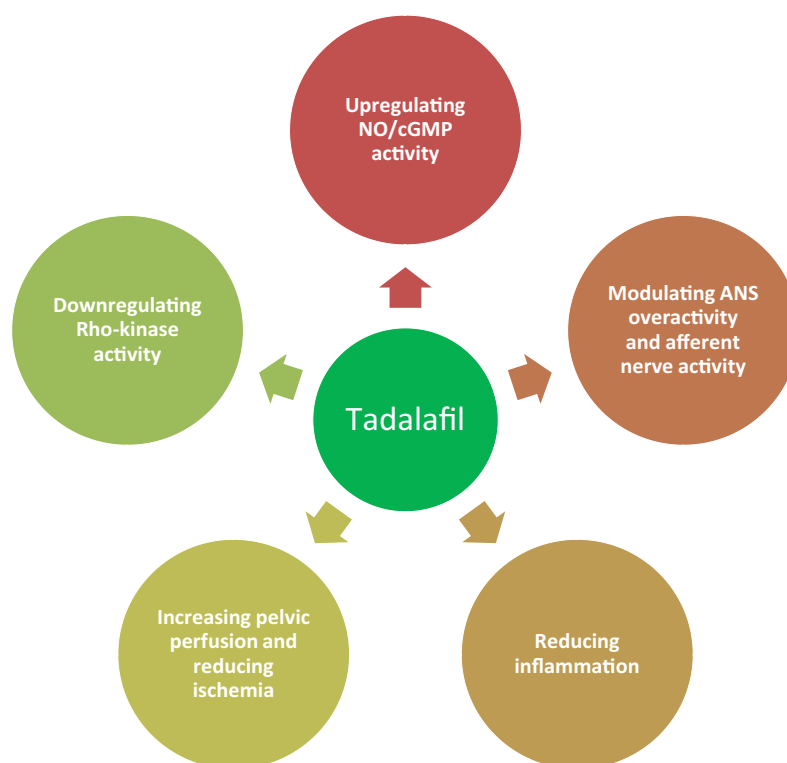 Upregulating
NO/cGMP
activity
Downregulating
Rho-kinase
activity
Modulating ANS
overactivity
and afferent
nerve activity
Tadalafil
Increasing pelvic
perfusion and
reducing
ischemia
Reducing
inflammation